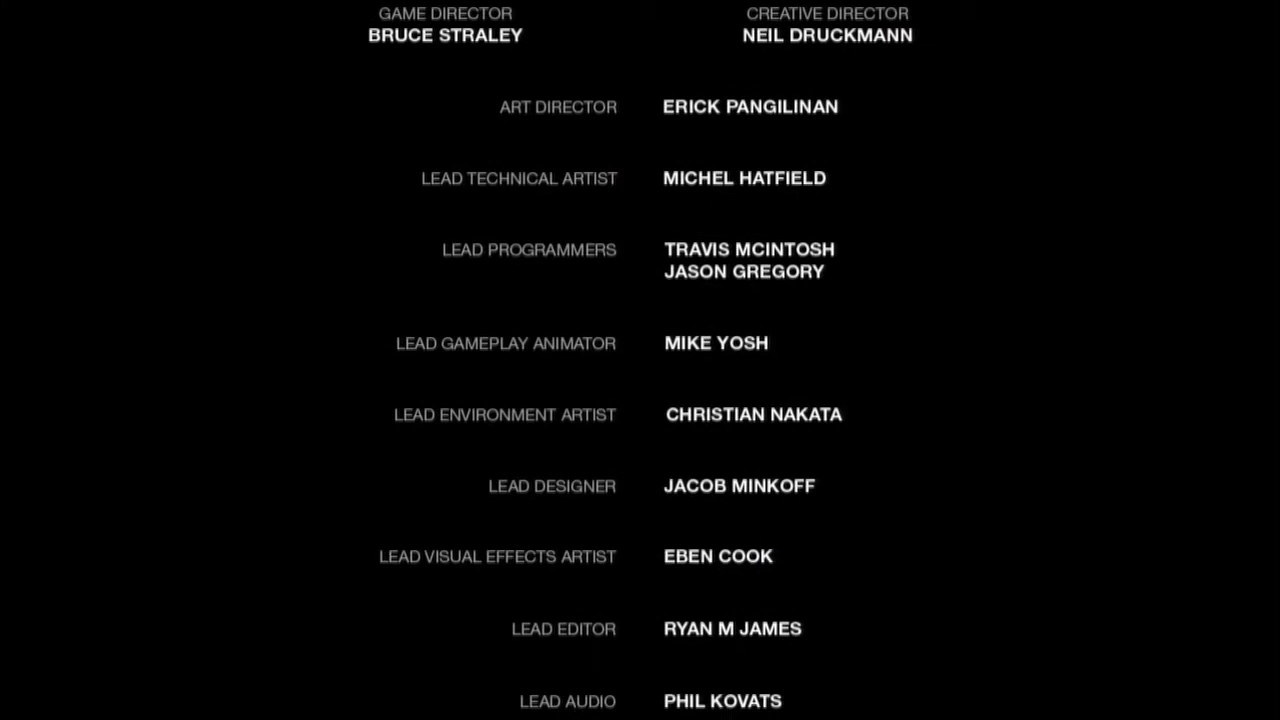 GAME DIRECTOR CREATIVE DIRECTOR
BRUCE STRALEY NEIL DRUCKMANN
ART DIRECTOR ERICK PANGILINAN
LEAD TECHNICAL ARTIST MICHEL HATFIELD
LEAD PROGRAMMERS TRAVIS MCINTOSH
JASON GREGORY
LEAD GAMEPLAY ANIMATOR MIKE YOSH
LEAD ENVIRONMENT ARTIST CHRISTIAN NAKATA
LEAD DESIGNER JACOB MINKOFF
LEAD VISUAL EFFECTS ARTIST EBEN COOK
LEAD EDITOR RYAN M JAMES
LEAD AUDIO PHIL KOVATS